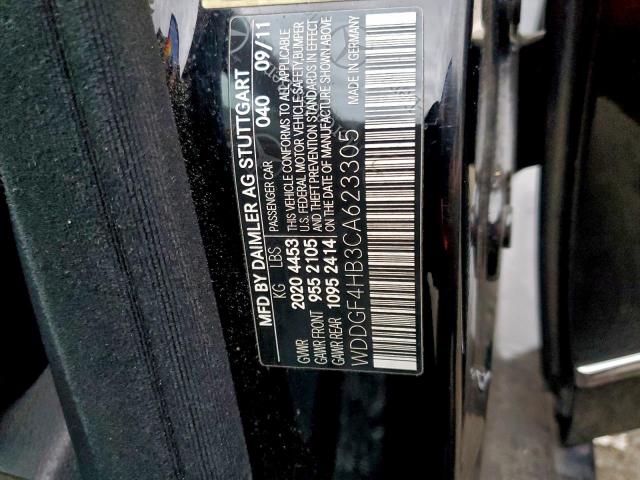 MFD BY DAIMLER AG STUTTGART
PASSENGER CAR 040 09/11
KG LBS
GVWR 2020 4453
GAWR FRONT 955 2105
GAWR REAR 1095 2414
THIS VEHICLE CONFORMS TO ALL APPLICABLE
U.S. FEDERAL MOTOR VEHICLE SAFETY, BUMPER
AND THEFT PREVENTION STANDARDS IN EFFECT
ON THE DATE OF MANUFACTURE SHOWN ABOVE
WDDGF4HB3CA623305 MADE IN GERMANY